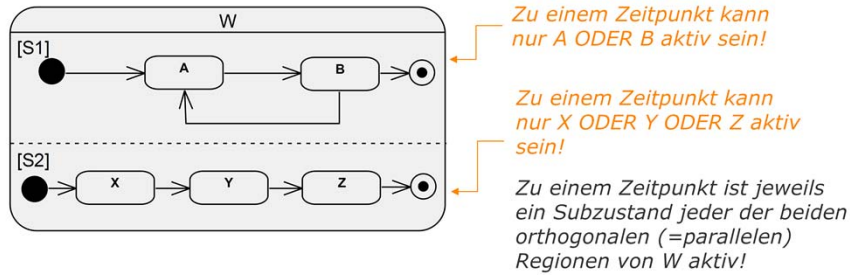 W
[S1]
A
B
[S2]
X
Y
Z
Zu einem Zeitpunkt kann
nur A ODER B aktiv sein!
Zu einem Zeitpunkt kann
nur X ODER Y ODER Z aktiv
sein!
Zu einem Zeitpunkt ist jeweils
ein Subzustand jeder der beiden
orthogonalen (=parallelen)
Regionen von W aktiv!